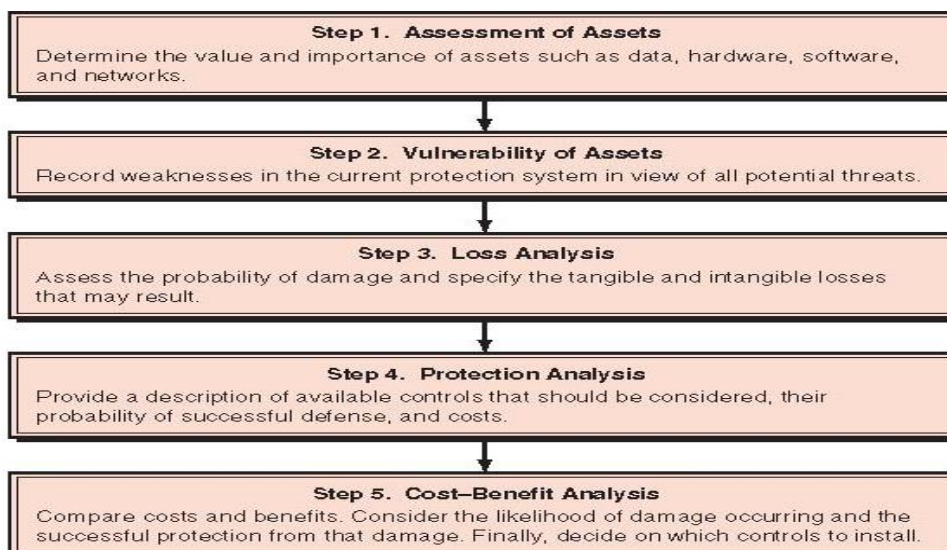 Step 1. Assessment of Assets
Determine the value and importance of assets such as data, hardware, software,
and networks.
Step 2. Vulnerability of Assets
Record weaknesses in the current protection system in view of all potential threats.
Step 3. Loss Analysis
Assess the probability of damage and specify the tangible and intangible losses
that may result.
Step 4. Protection Analysis
Provide a description of available controls that should be considered, their
probability of successful defense, and costs.
Step 5. Cost–Benefit Analysis
Compare costs and benefits. Consider the likelihood of damage occurring and the
successful protection from that damage. Finally, decide on which controls to install.